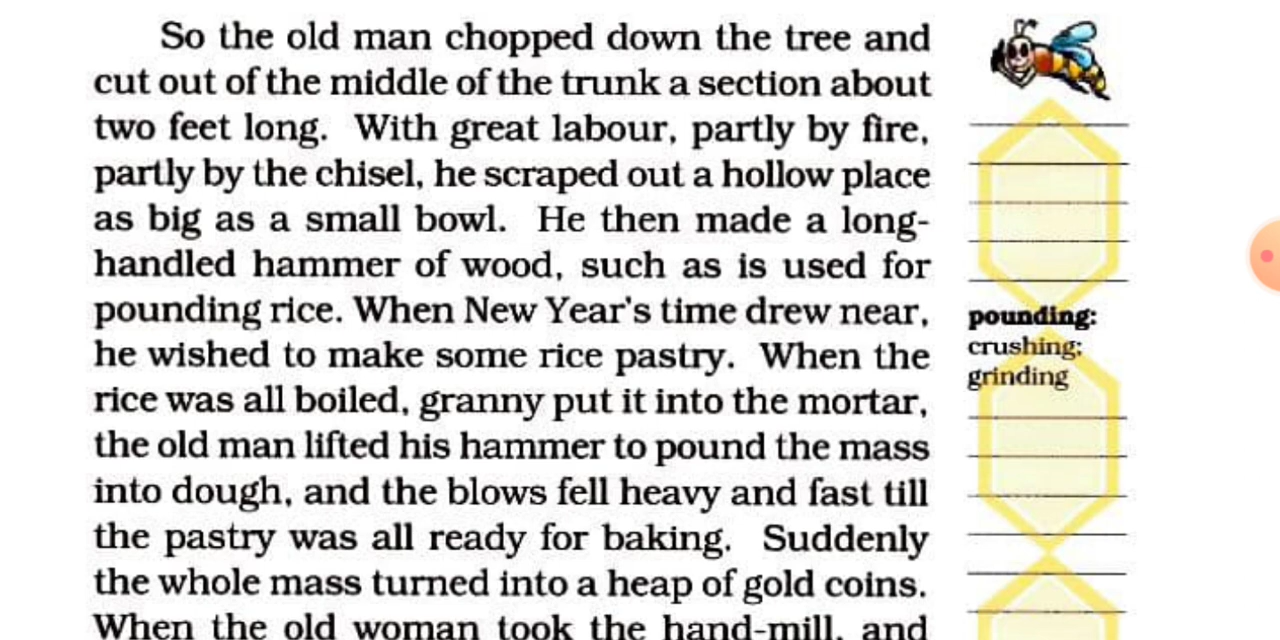 So the old man chopped down the tree and
cut out of the middle of the trunk a section about
two feet long. With great labour, partly by fire,
partly by the chisel, he scraped out a hollow place
as big as a small bowl. He then made a long-
handled hammer of wood, such as is used for
pounding rice. When New Year's time drew near,
he wished to make some rice pastry. When the
rice was all boiled, granny put it into the mortar,
the old man lifted his hammer to pound the mass
into dough, and the blows fell heavy and fast till
the pastry was all ready for baking. Suddenly
the whole mass turned into a heap of gold coins.
When the old woman took the hand-mill, and
pounding:
crushing;
grinding